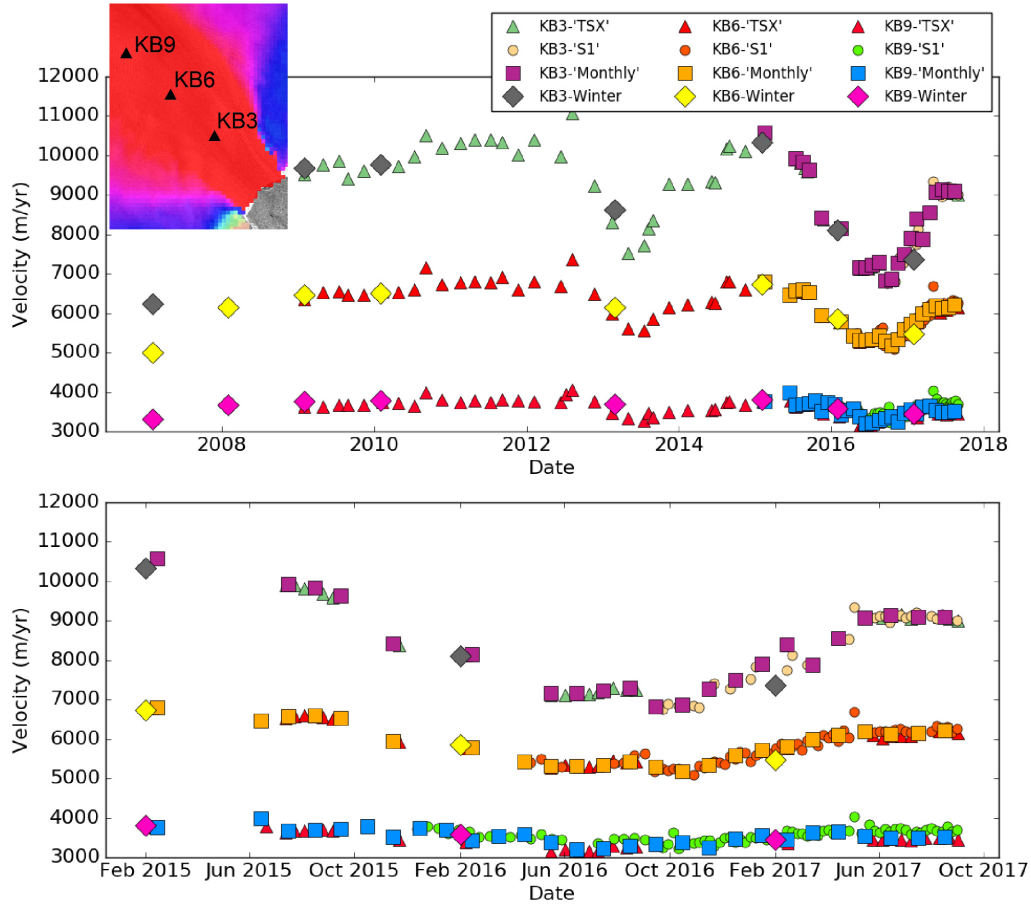 KB9
KB6
KB3
KB3-'TSX' KB6-'TSX' KB9-'TSX'
KB3-'S1' KB6-'S1' KB9-'S1'
KB3-'Monthly' KB6-'Monthly' KB9-'Monthly'
KB3-Winter KB6-Winter KB9-Winter
12000
11000
10000
9000
8000
7000
6000
5000
4000
3000
Velocity (m/yr)
2008 2010 2012 2014 2016 2018
Date
12000
11000
10000
9000
8000
7000
6000
5000
4000
3000
Velocity (m/yr)
Feb 2015 Jun 2015 Oct 2015 Feb 2016 Jun 2016 Oct 2016 Feb 2017 Jun 2017 Oct 2017
Date